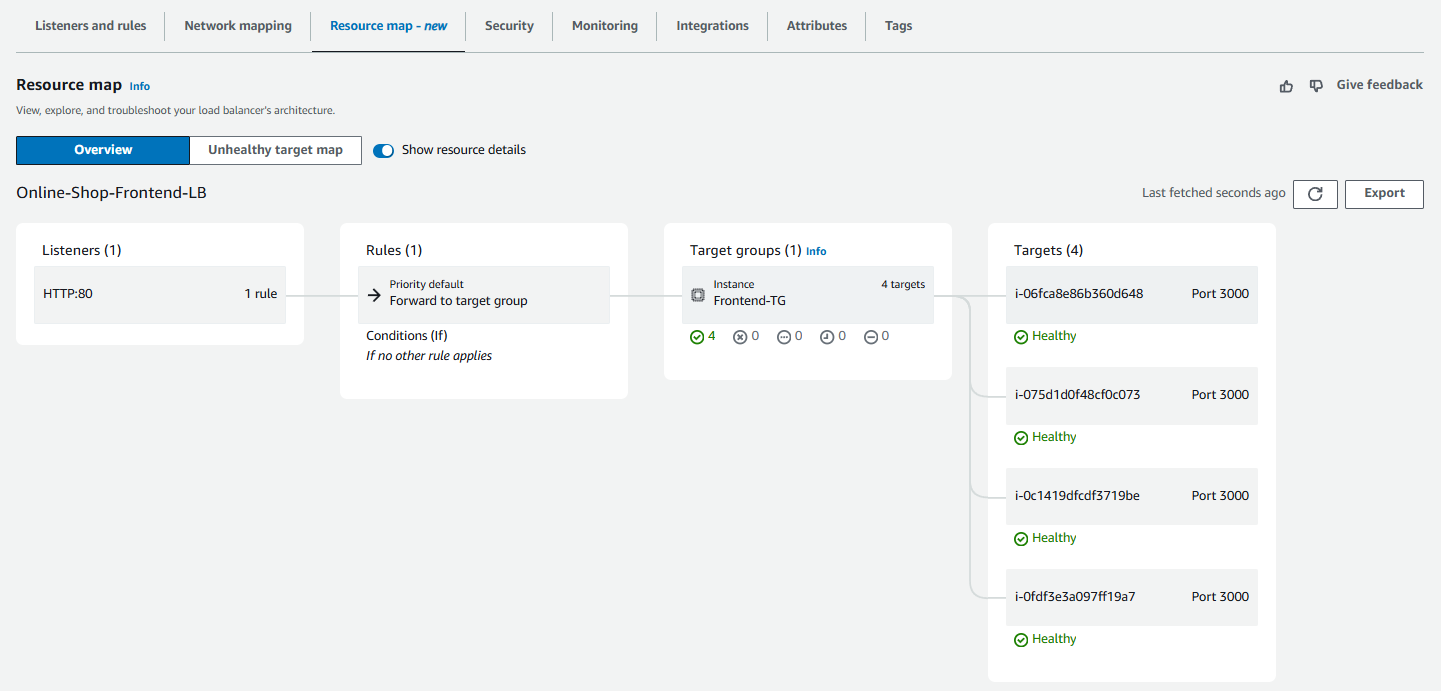 Listeners and rules
Network mapping
Resource map - new
Security
Monitoring
Integrations
Attributes
Tags
Resource map Info
Give feedback
View, explore, and troubleshoot your load balancer's architecture.
Overview
Unhealthy target map
Show resource details
Online-Shop-Frontend-LB
Last fetched seconds ago
Export
Listeners (1)
HTTP:80 1 rule
Rules (1)
Priority default
Forward to target group
Conditions (If)
If no other rule applies
Target groups (1) Info
Instance 4 targets
Frontend-TG
4 0 0 0 0
Targets (4)
i-06fca8e86b360d648 Port 3000
Healthy
i-075d1d0f48cf0c073 Port 3000
Healthy
i-0c1419dfcdf3719be Port 3000
Healthy
i-0fdf3e3a097ff19a7 Port 3000
Healthy